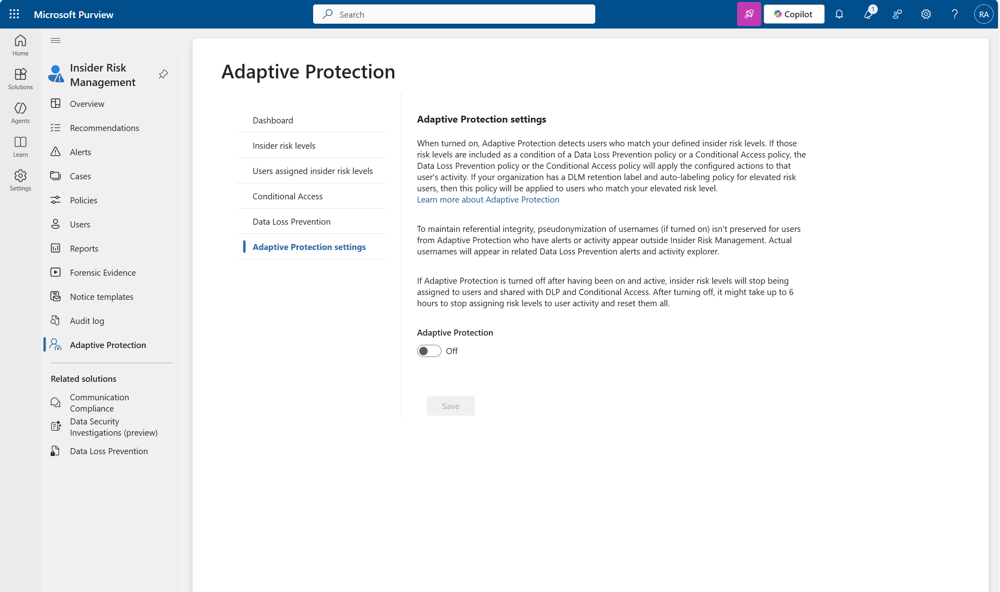 Microsoft Purview
Search
Copilot
1
RA
Home
Solutions
Agents
Learn
Settings
Insider Risk
Management
Overview
Recommendations
Alerts
Cases
Policies
Users
Reports
Forensic Evidence
Notice templates
Audit log
Adaptive Protection
Related solutions
Communication
Compliance
Data Security
Investigations (preview)
Data Loss Prevention
Adaptive Protection
Dashboard
Insider risk levels
Users assigned insider risk levels
Conditional Access
Data Loss Prevention
Adaptive Protection settings
Adaptive Protection settings
When turned on, Adaptive Protection detects users who match your defined insider risk levels. If those
risk levels are included as a condition of a Data Loss Prevention policy or a Conditional Access policy, the
Data Loss Prevention policy or the Conditional Access policy will apply the configured actions to that
user's activity. If your organization has a DLM retention label and auto-labeling policy for elevated risk
users, then this policy will be applied to users who match your elevated risk level.
Learn more about Adaptive Protection
To maintain referential integrity, pseudonymization of usernames (if turned on) isn't preserved for users
from Adaptive Protection who have alerts or activity appear outside Insider Risk Management. Actual
usernames will appear in related Data Loss Prevention alerts and activity explorer.
If Adaptive Protection is turned off after having been on and active, insider risk levels will stop being
assigned to users and shared with DLP and Conditional Access. After turning off, it might take up to 6
hours to stop assigning risk levels to user activity and reset them all.
Adaptive Protection
Off
Save